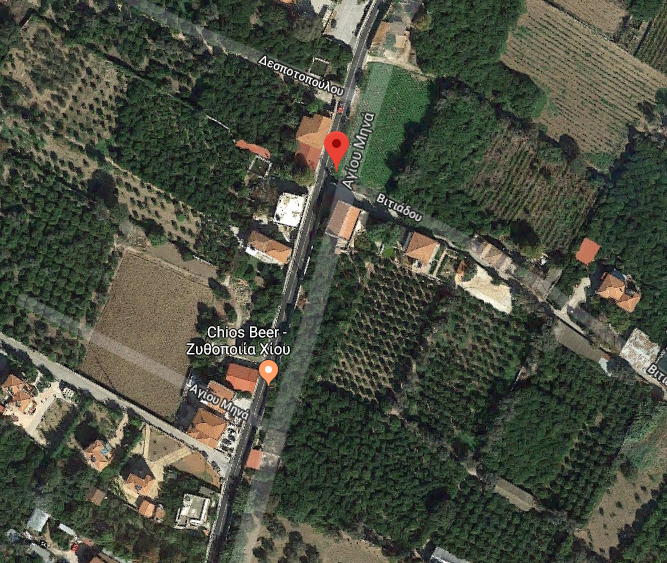 Δεσποτοπούλου
Αγίου Μηνά
Βιτιάδου
Chios Beer -
Ζυθοποιία Χίου
Αγίου Μηνά